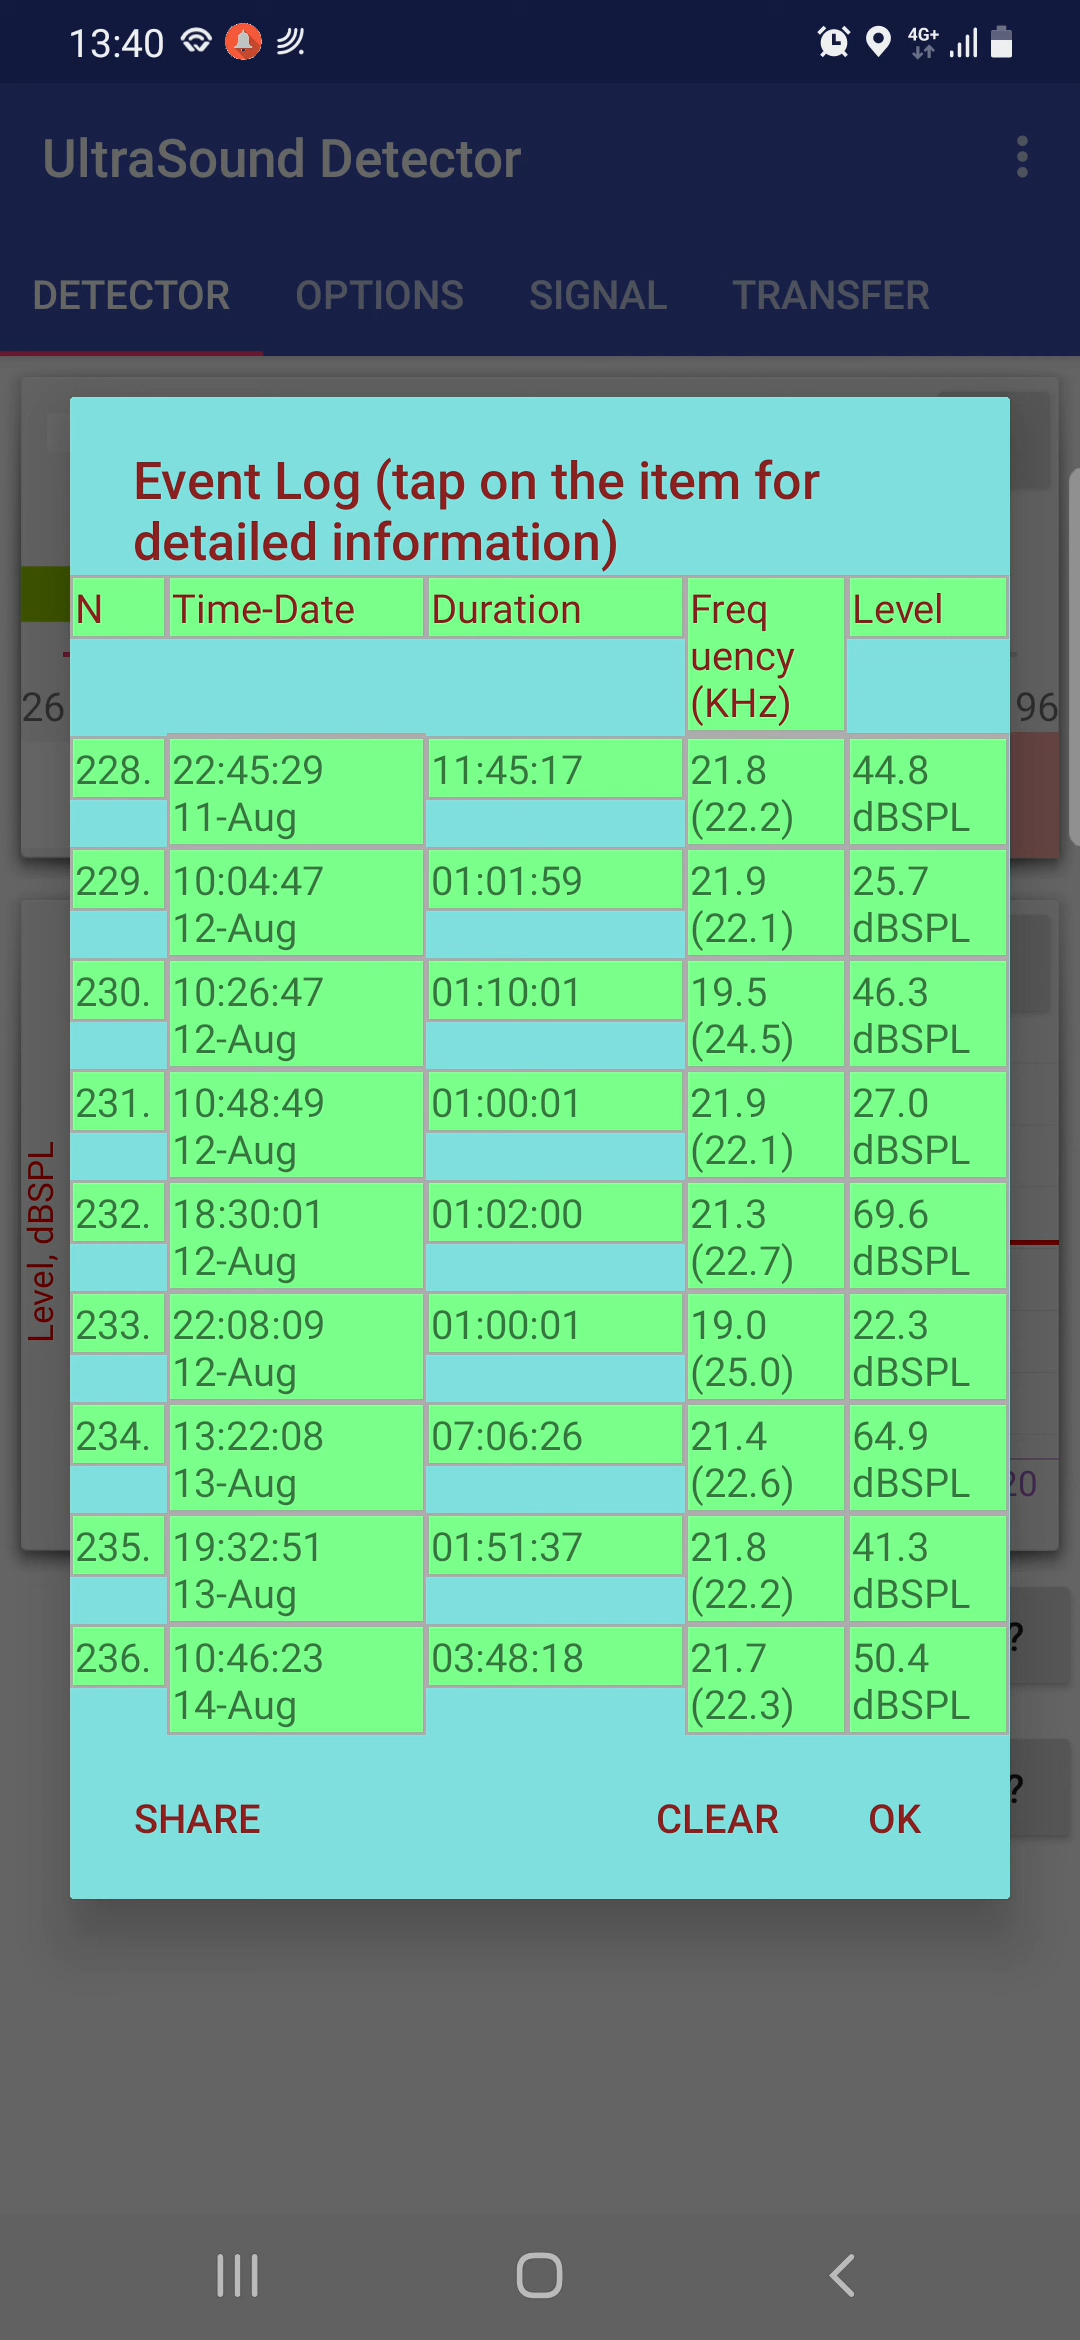 13:40
4G+
UltraSound Detector
DETECTOR OPTIONS SIGNAL TRANSFER
Event Log (tap on the item for
detailed information)
N Time-Date Duration Freq Level
uency
(KHz)
26 96
228. 22:45:29 11:45:17 21.8 44.8
11-Aug (22.2) dBSPL
229. 10:04:47 01:01:59 21.9 25.7
12-Aug (22.1) dBSPL
230. 10:26:47 01:10:01 19.5 46.3
12-Aug (24.5) dBSPL
231. 10:48:49 01:00:01 21.9 27.0
12-Aug (22.1) dBSPL
232. 18:30:01 01:02:00 21.3 69.6
12-Aug (22.7) dBSPL
233. 22:08:09 01:00:01 19.0 22.3
12-Aug (25.0) dBSPL
234. 13:22:08 07:06:26 21.4 64.9
13-Aug (22.6) dBSPL
235. 19:32:51 01:51:37 21.8 41.3
13-Aug (22.2) dBSPL
236. 10:46:23 03:48:18 21.7 50.4
14-Aug (22.3) dBSPL
Level, dBSPL
20
?
?
SHARE CLEAR OK